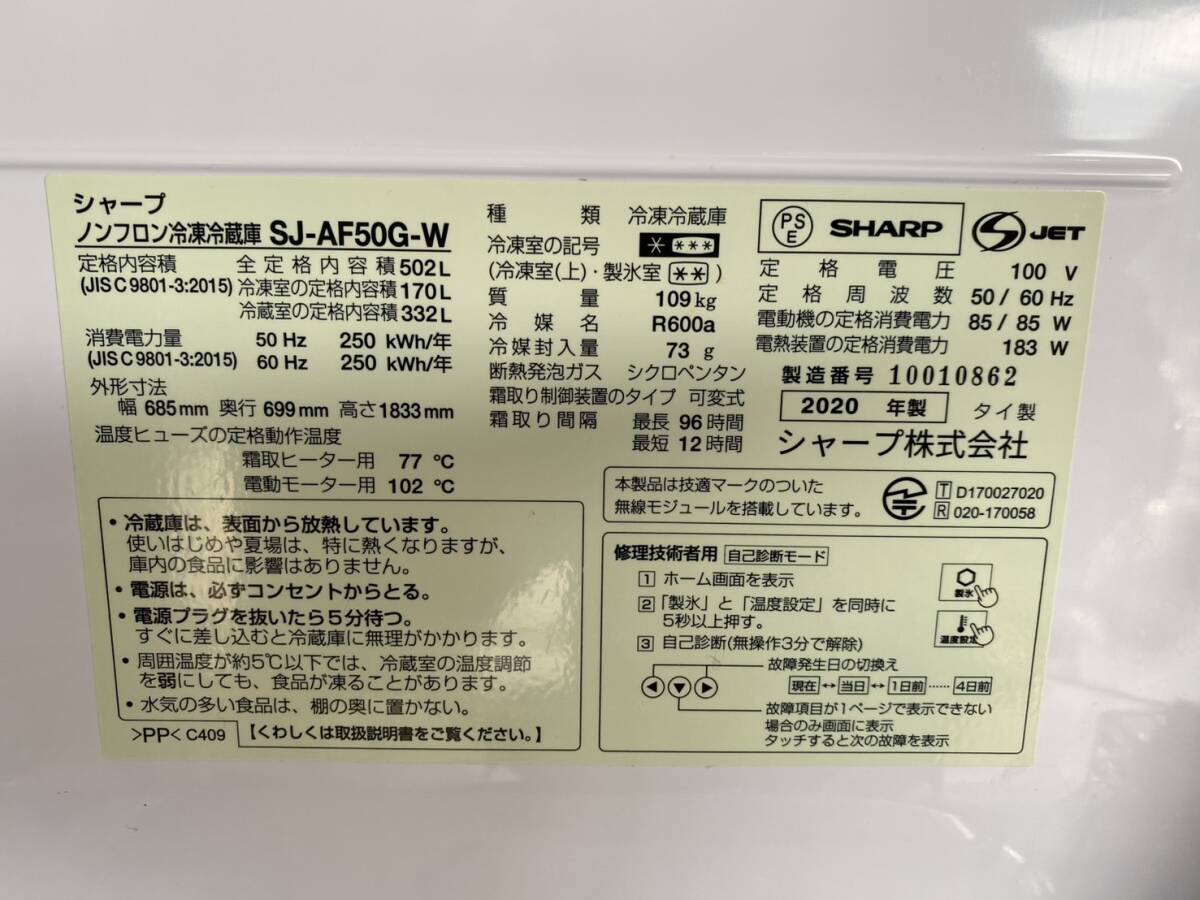 シャープ
ノンフロン冷凍冷蔵庫 SJ-AF50G-W
定格内容積 全定格内容積 502L
(JIS C 9801-3:2015) 冷凍室の定格内容積 170L
冷蔵室の定格内容積 332L
消費電力量 50 Hz 250 kWh/年
(JIS C 9801-3:2015) 60 Hz 250 kWh/年
外形寸法
幅 685mm 奥行 699mm 高さ1833mm
温度ヒューズの定格動作温度
霜取ヒーター用 77 ℃
電動モーター用 102 ℃
・冷蔵庫は、表面から放熱しています。
使いはじめや夏場は、特に熱くなりますが、
庫内の食品に影響はありません。
・電源は、必ずコンセントからとる。
・電源プラグを抜いたら5分待つ。
すぐに差し込むと冷蔵庫に無理がかかります。
・周囲温度が約5℃以下では、冷蔵室の温度調節
を弱にしても、食品が凍ることがあります。
・水気の多い食品は、棚の奥に置かない。
>PP< C409 【くわしくは取扱説明書をご覧ください。】
種類 冷凍冷蔵庫
冷凍室の記号 * ***
(冷凍室(上)・製氷室 ** )
質量 109kg
冷媒名 R600a
冷媒封入量 73 g
断熱発泡ガス シクロペンタン
霜取り制御装置のタイプ 可変式
霜取り間隔 最長 96時間
最短 12時間
PSE SHARP JET
定格電圧 100 V
定格周波数 50/60 Hz
電動機の定格消費電力 85/85 W
電熱装置の定格消費電力 183 W
製造番号 10010862
2020 年製 タイ製
シャープ株式会社
本製品は技適マークのついた
無線モジュールを搭載しています。
T D170027020
R 020-170058
修理技術者用 自己診断モード
1 ホーム画面を表示
2 「製氷」と「温度設定」を同時に
5秒以上押す。
3 自己診断(無操作3分で解除)
製氷
温度設定
故障発生日の切換え
現在↔当日↔1日前……4日前
故障項目が1ページで表示できない
場合のみ画面に表示
タッチすると次の故障を表示